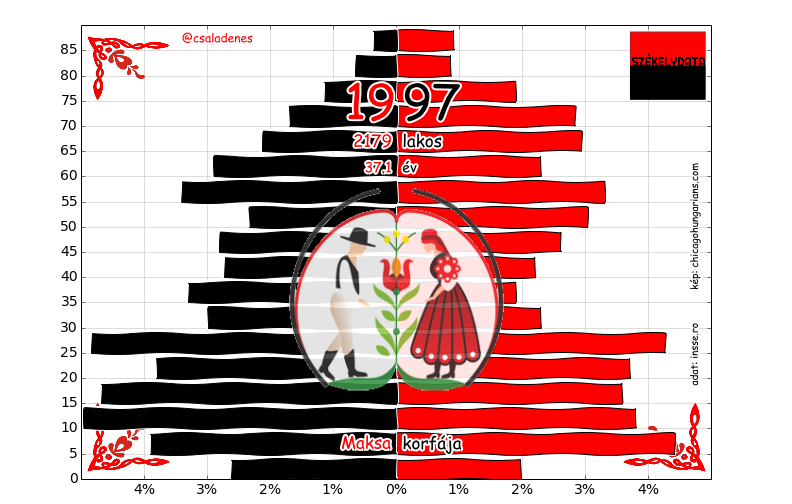 @csaladenes
SZÉKELYDATA
1997
2179 lakos
37.1 év
kép: chicagohungarians.com
adat: insse.ro
Maksa korfája
85
80
75
70
65
60
55
50
45
40
35
30
25
20
15
10
5
0
4% 3% 2% 1% 0% 1% 2% 3% 4%